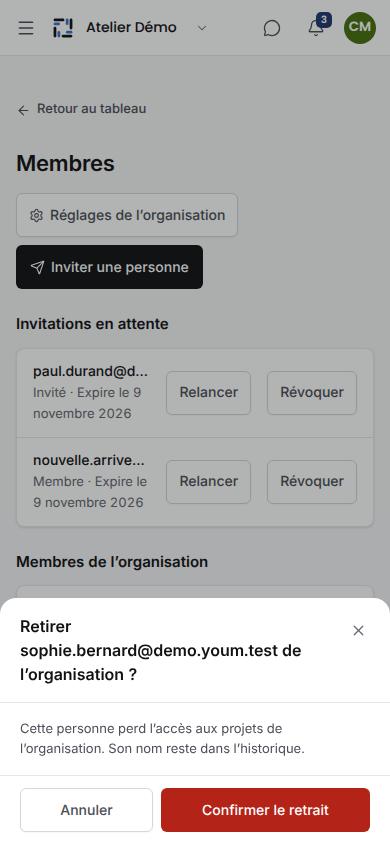 Atelier Démo
3
CM
Retour au tableau
Membres
Réglages de l’organisation
Inviter une personne
Invitations en attente
paul.durand@d...
Invité · Expire le 9
novembre 2026
Relancer
Révoquer
nouvelle.arrive...
Membre · Expire le
9 novembre 2026
Relancer
Révoquer
Membres de l’organisation
Retirer
sophie.bernard@demo.youm.test de
l’organisation ?
Cette personne perd l’accès aux projets de
l’organisation. Son nom reste dans l’historique.
Annuler
Confirmer le retrait